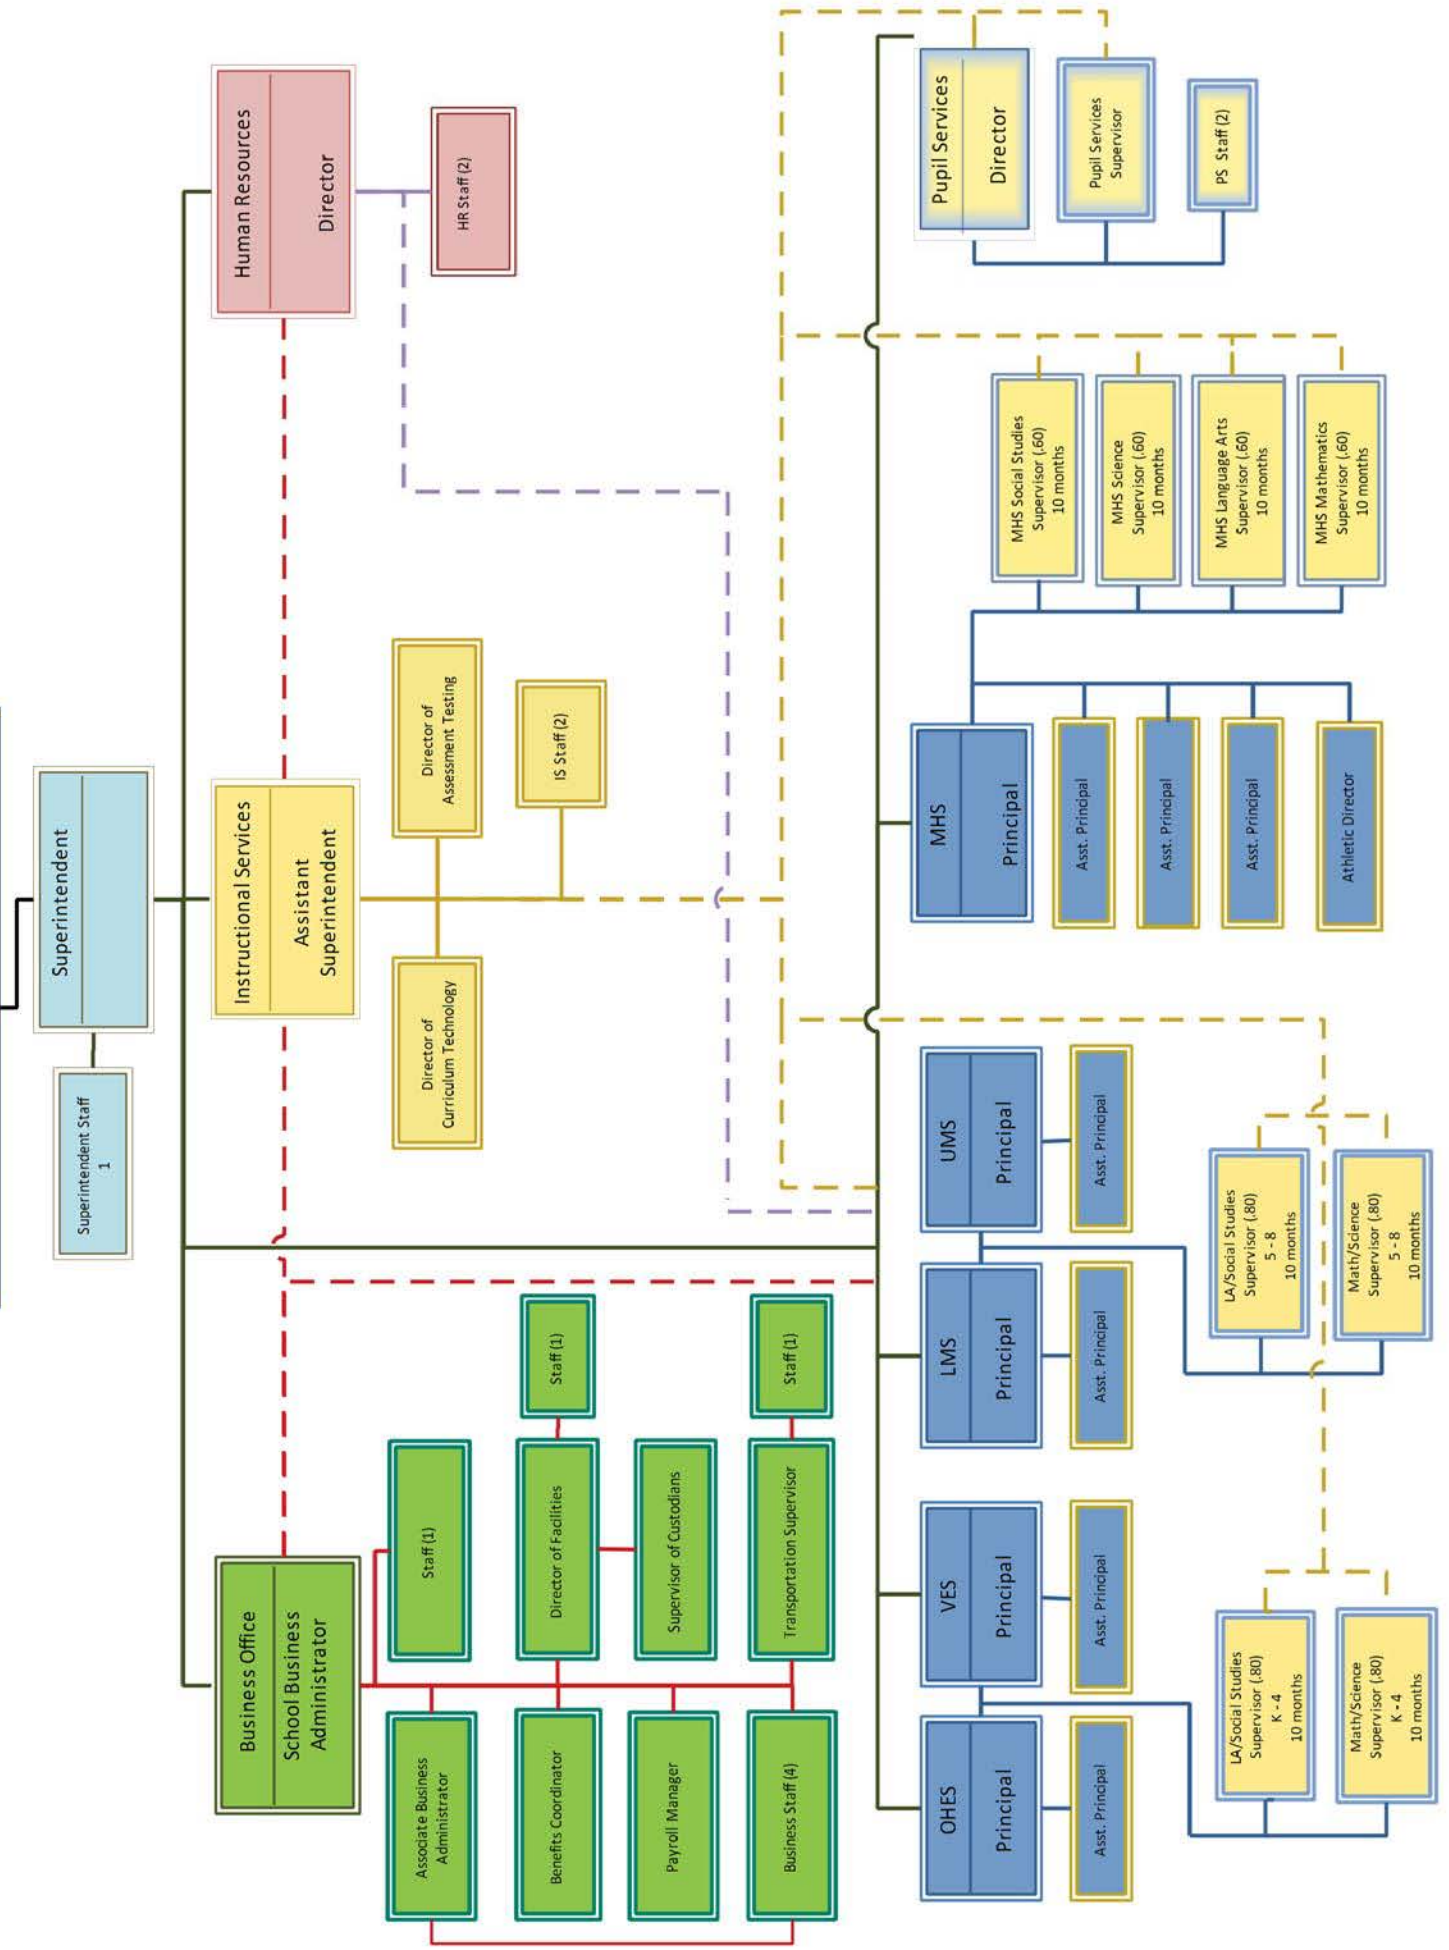 Superintendent
Superintendent Staff
1
Business Office
School Business
Administrator
Instructional Services
Assistant
Superintendent
Human Resources
Director
HR Staff (2)
Director of
Curriculum Technology
Director of
Assessment Testing
IS Staff (2)
Staff (1)
Associate Business
Administrator
Benefits Coordinator
Director of Facilities
Staff (1)
Payroll Manager
Supervisor of Custodians
Business Staff (4)
Transportation Supervisor
Staff (1)
OHES
Principal
Asst. Principal
VES
Principal
Asst. Principal
LA/Social Studies
Supervisor (.80)
K - 4
10 months
Math/Science
Supervisor (.80)
K - 4
10 months
LMS
Principal
Asst. Principal
UMS
Principal
Asst. Principal
LA/Social Studies
Supervisor (.80)
5 - 8
10 months
Math/Science
Supervisor (.80)
5 - 8
10 months
MHS
Principal
Asst. Principal
Asst. Principal
Asst. Principal
Athletic Director
MHS Social Studies
Supervisor (.60)
10 months
MHS Science
Supervisor (.60)
10 months
MHS Language Arts
Supervisor (.60)
10 months
MHS Mathematics
Supervisor (.60)
10 months
Pupil Services
Director
Pupil Services
Supervisor
PS Staff (2)